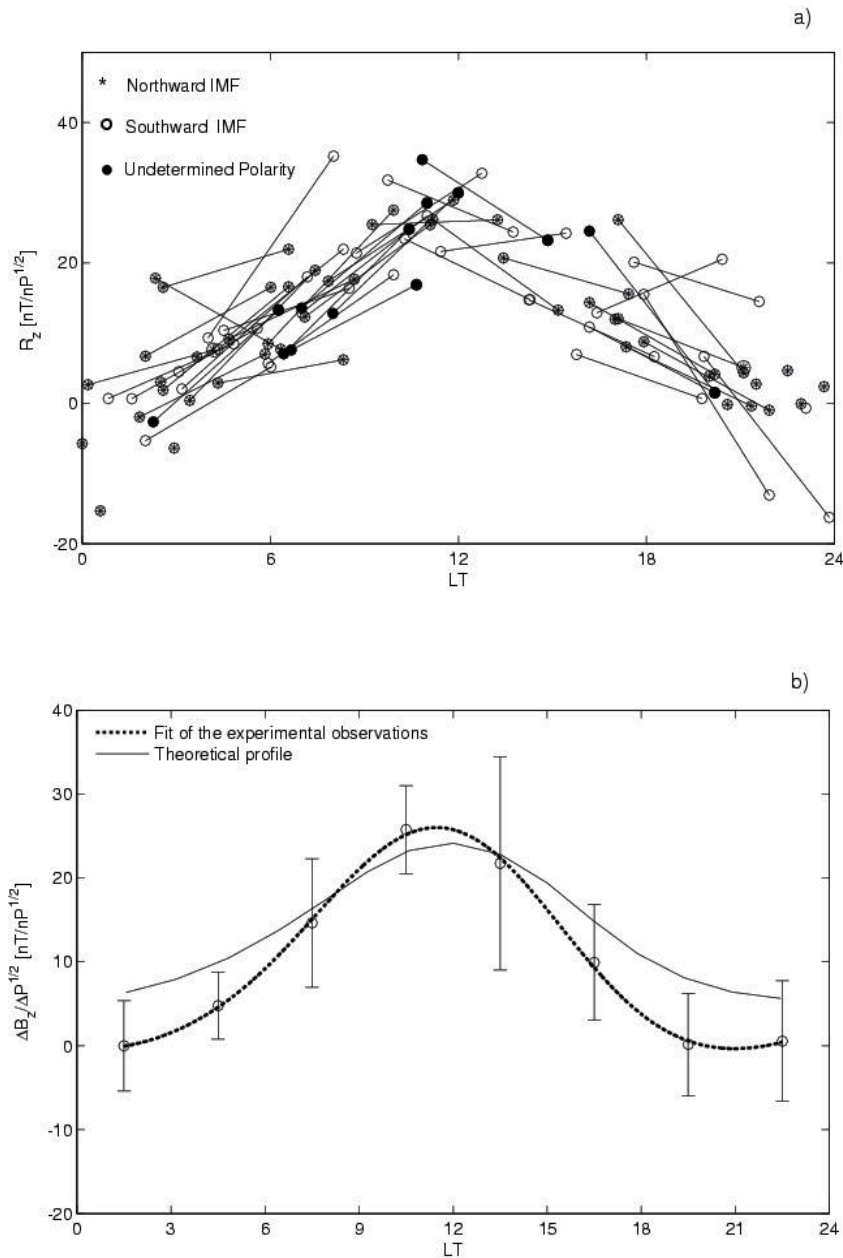 a)
* Northward IMF
o Southward IMF
● Undetermined Polarity
R_z [nT/nP^1/2]
40
20
0
-20
0 6 12 18 24
LT
b)
Fit of the experimental observations
Theoretical profile
ΔB_z/ΔP^1/2 [nT/nP^1/2]
40
30
20
10
0
-10
-20
0 3 6 9 12 15 18 21 24
LT